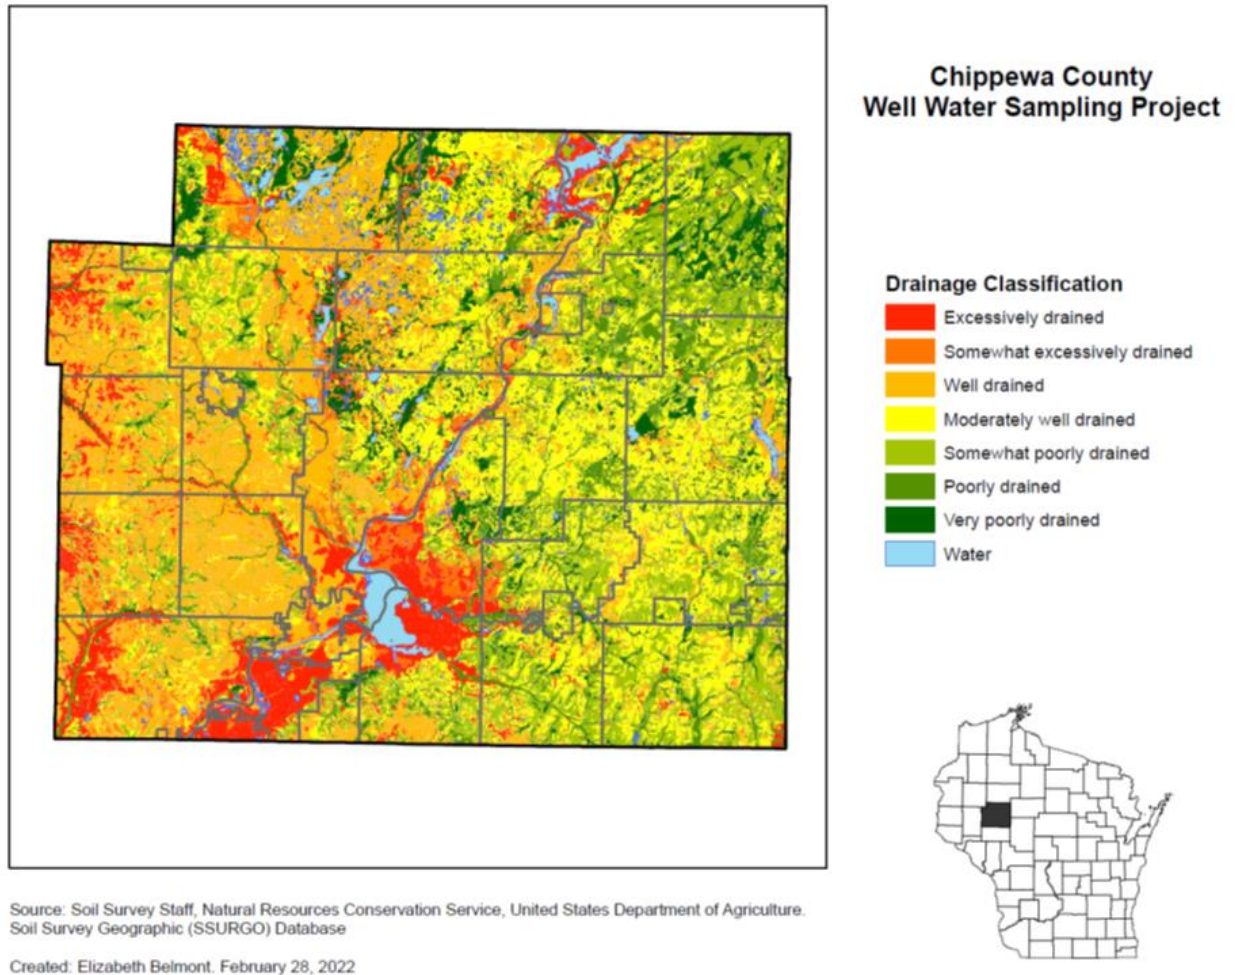 Chippewa County
Well Water Sampling Project
Drainage Classification
Excessively drained
Somewhat excessively drained
Well drained
Moderately well drained
Somewhat poorly drained
Poorly drained
Very poorly drained
Water
Source: Soil Survey Staff, Natural Resources Conservation Service, United States Department of Agriculture.
Soil Survey Geographic (SSURGO) Database
Created: Elizabeth Belmont. February 28, 2022